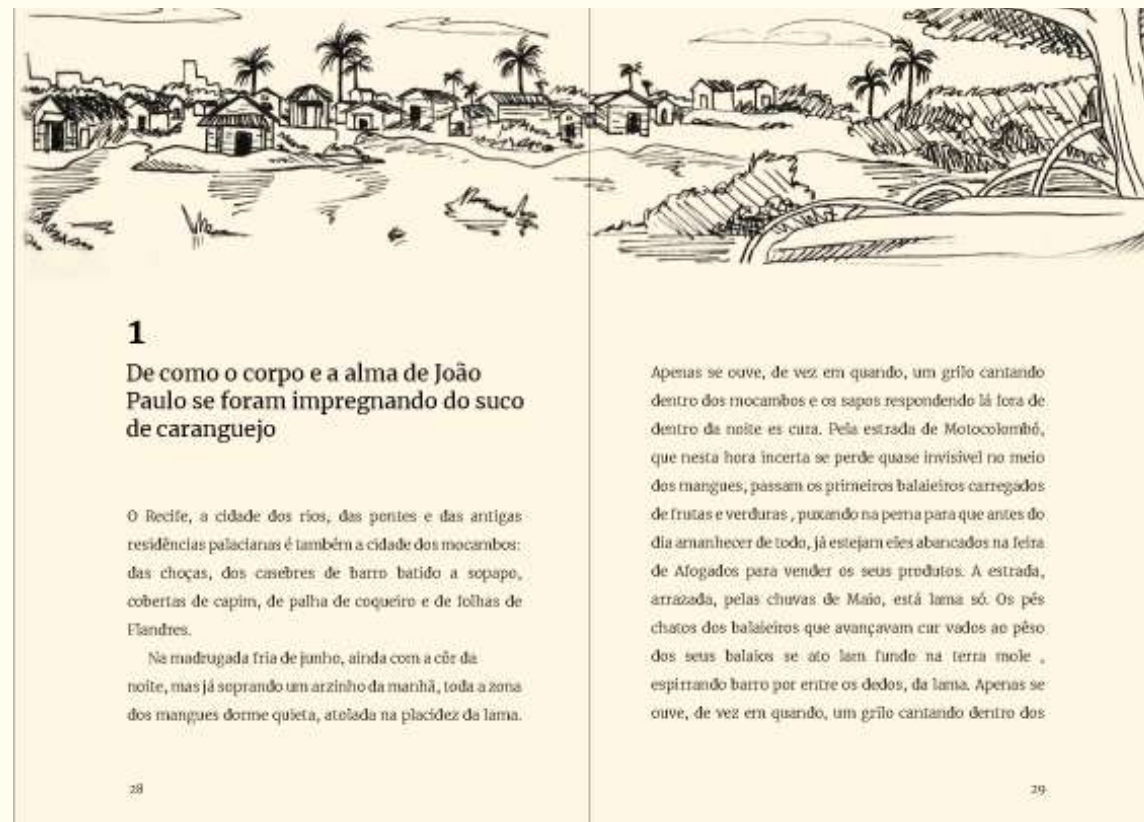 1
De como o corpo e a alma de João
Paulo se foram impregnando do suco
de caranguejo
O Recife, a cidade dos rios, das pontes e das antigas
residências palacianas é também a cidade dos mocambos:
das choças, dos casebres de barro batido a sopapo,
cobertas de capim, de palha de coqueiro e de folhas de
Flandres.
Na madrugada fria de junho, ainda com a côr da
noite, mas já soprando um arzinho da manhã, toda a zona
dos mangues dorme quieta, atolada na placidez da lama.
28
Apenas se ouve, de vez em quando, um grilo cantando
dentro dos mocambos e os sapos respondendo lá fora de
dentro da noite es cura. Pela estrada de Motocolombó,
que nesta hora incerta se perde quase invisível no meio
dos mangues, passam os primeiros balaieiros carregados
de frutas e verduras , puxando na perna para que antes do
dia amanhecer de todo, já estejam eles abancados na feira
de Afogados para vender os seus produtos. A estrada,
arrazada, pelas chuvas de Maio, está lama só. Os pés
chatos dos balaieiros que avançavam cur vados ao pêso
dos seus balaios se ato lam fundo na terra mole ,
espirrando barro por entre os dedos, da lama. Apenas se
ouve, de vez em quando, um grilo cantando dentro dos
29